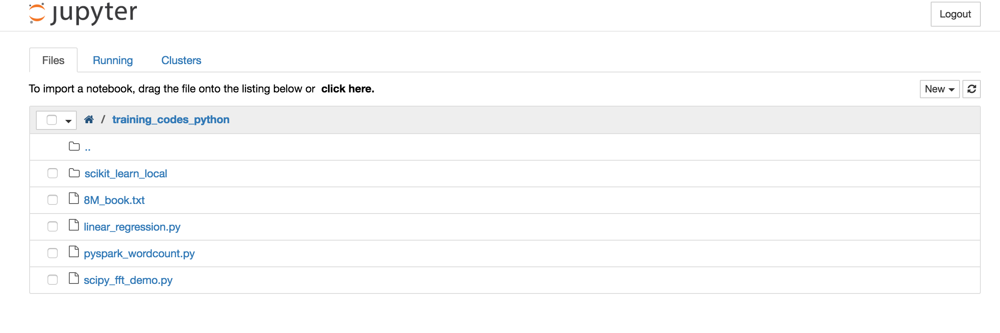 jupyter
Logout
Files Running Clusters
To import a notebook, drag the file onto the listing below or click here.
New
/ training_codes_python
..
scikit_learn_local
8M_book.txt
linear_regression.py
pyspark_wordcount.py
scipy_fft_demo.py